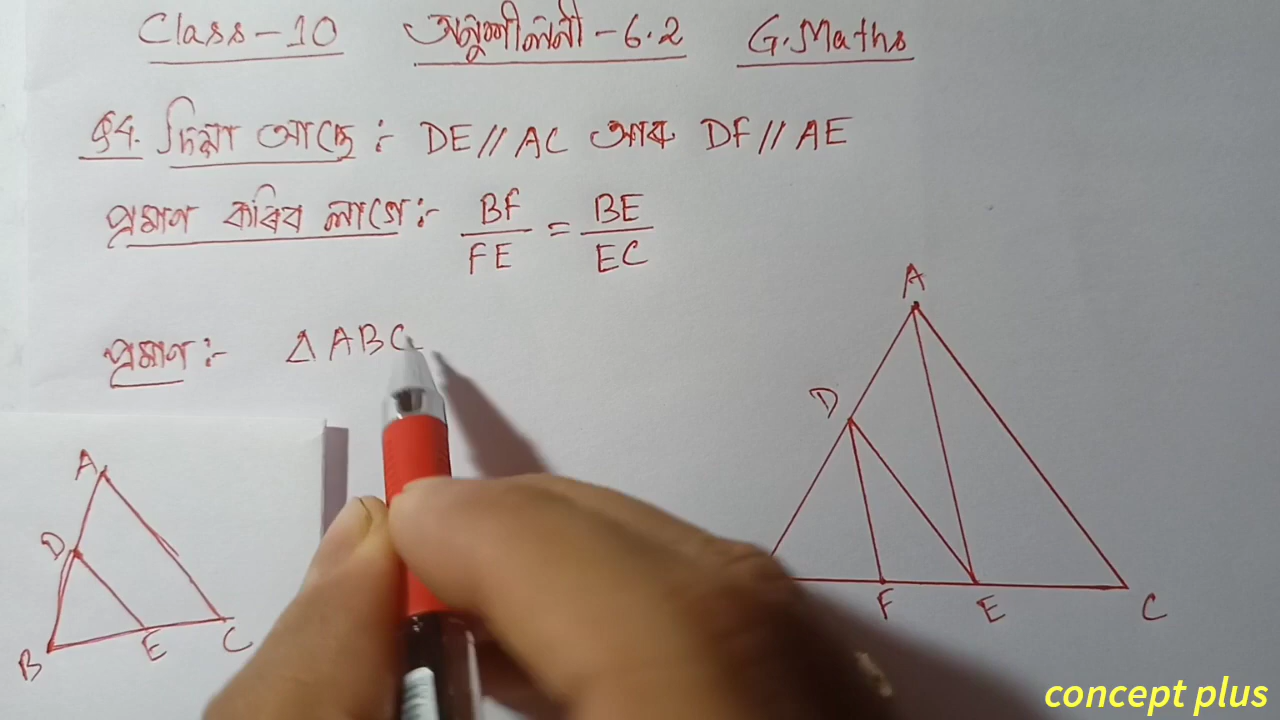 Class-10 অনুশীলনী-6.2 G.Maths
Q4. দিয়া আছে :- DE//AC আৰু DF//AE
প্ৰমাণ কৰিব লাগে :- BF/FE = BE/EC
প্ৰমাণ :- Δ ABC
A
D
B
E
C
A
D
F
E
C
concept plus